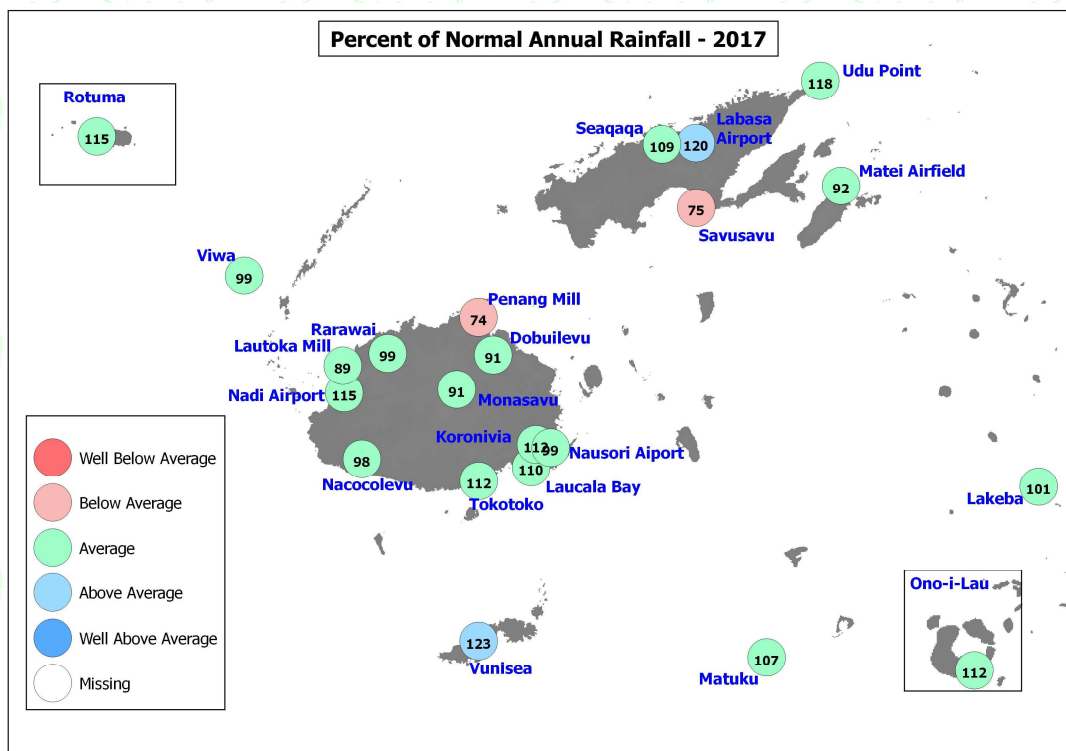 Percent of Normal Annual Rainfall - 2017
Rotuma
115
Udu Point
118
Seaqaqa
109
Labasa
Airport
120
Matei Airfield
92
75
Savusavu
Viwa
99
Penang Mill
74
Rarawai
99
Dobuilevu
91
Lautoka Mill
89
Nadi Airport
115
91
Monasavu
Koronivia
112
99
Nausori Aiport
110
Laucala Bay
98
Nacocolevu
112
Tokotoko
101
Lakeba
123
Vunisea
107
Matuku
Ono-i-Lau
112
Well Below Average
Below Average
Average
Above Average
Well Above Average
Missing